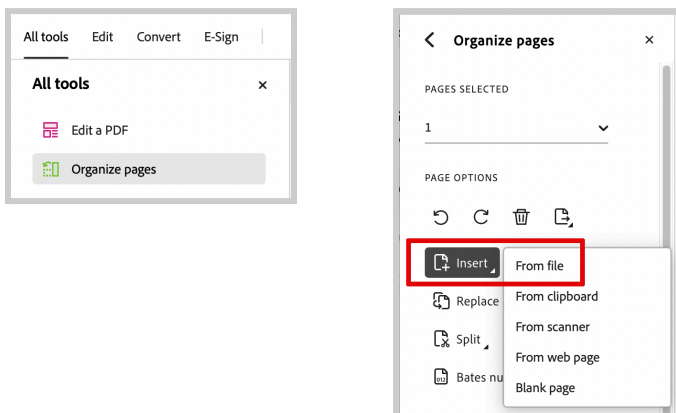 All tools Edit Convert E-Sign
All tools
Edit a PDF
Organize pages
Organize pages
PAGES SELECTED
1
PAGE OPTIONS
Insert
From file
From clipboard
Replace
From scanner
Split
From web page
Bates nu
Blank page